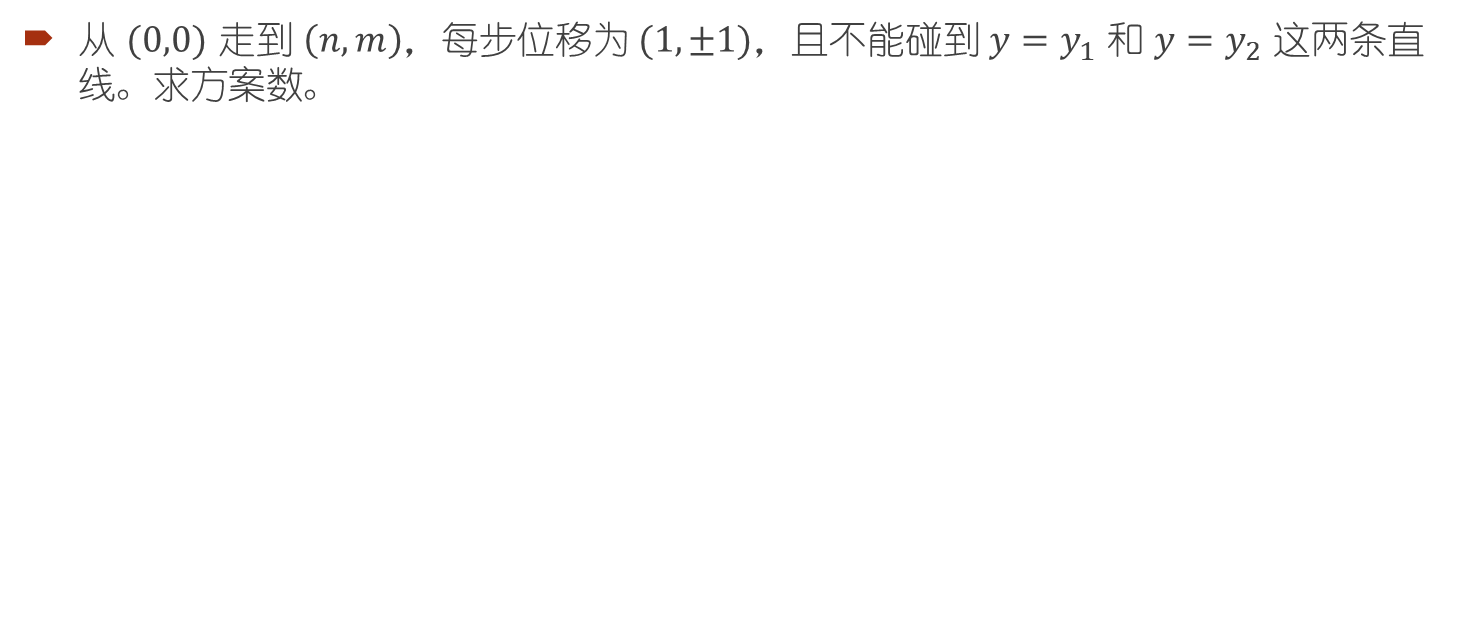 从 (0,0) 走到 (n, m)，每步位移为 (1, ±1)，且不能碰到 y = y₁ 和 y = y₂ 这两条直
线。求方案数。